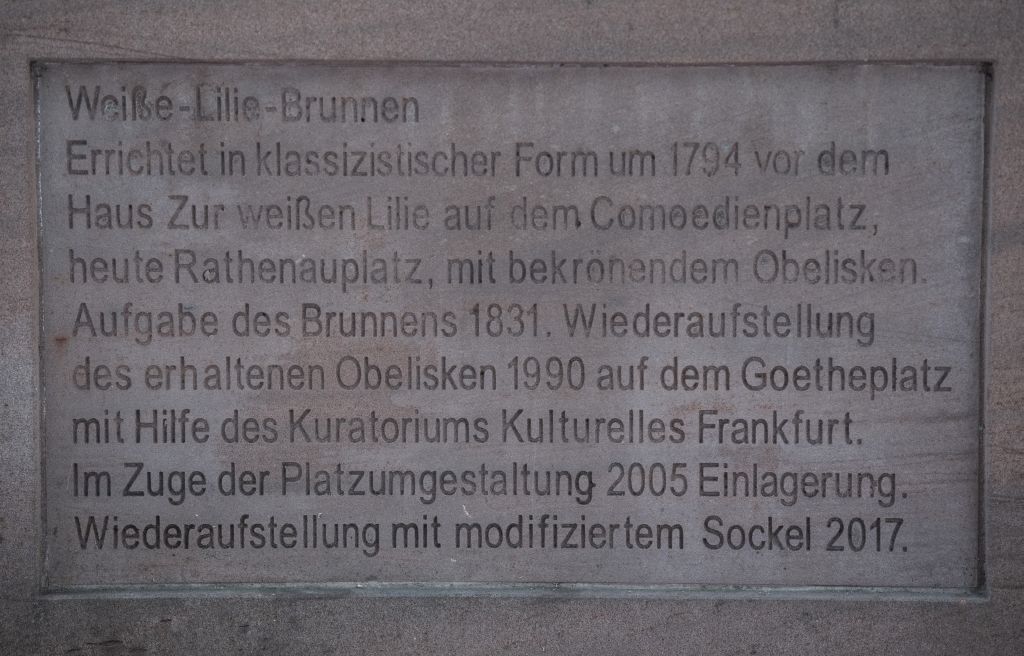 Weiße-Lilie-Brunnen
Errichtet in klassizistischer Form um 1794 vor dem
Haus Zur weißen Lilie auf dem Comoedienplatz,
heute Rathenauplatz, mit bekrönendem Obelisken.
Aufgabe des Brunnens 1831. Wiederaufstellung
des erhaltenen Obelisken 1990 auf dem Goetheplatz
mit Hilfe des Kuratoriums Kulturelles Frankfurt.
Im Zuge der Platzumgestaltung 2005 Einlagerung.
Wiederaufstellung mit modifiziertem Sockel 2017.